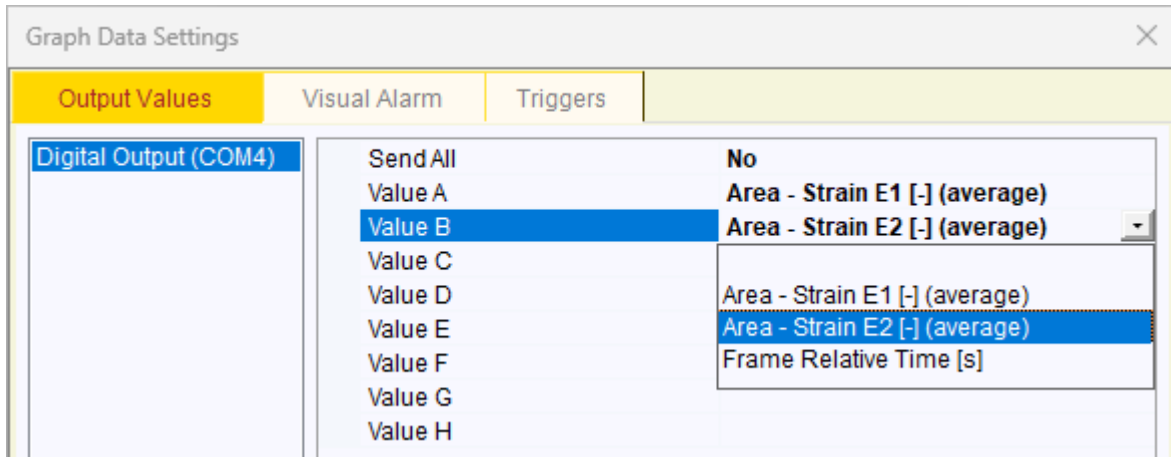 Graph Data Settings
Output Values Visual Alarm Triggers
Digital Output (COM4)
Send All No
Value A Area - Strain E1 [-] (average)
Value B Area - Strain E2 [-] (average)
Value C
Value D Area - Strain E1 [-] (average)
Value E Area - Strain E2 [-] (average)
Value F Frame Relative Time [s]
Value G
Value H